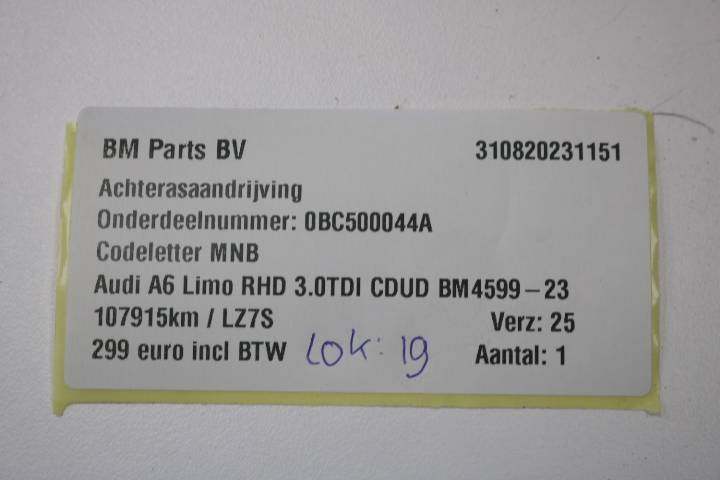 BM Parts BV 310820231151
Achterasaandrijving
Onderdeelnummer: 0BC500044A
Codeletter MNB
Audi A6 Limo RHD 3.0TDI CDUD BM4599-23
107915km / LZ7S Verz: 25
299 euro incl BTW LOK: 19 Aantal: 1